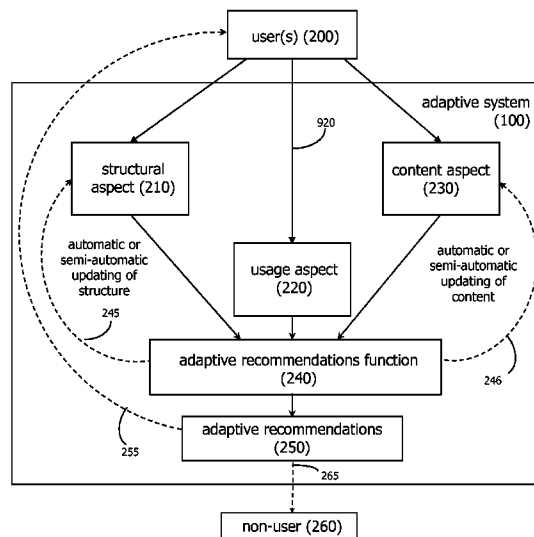 user(s) (200)
adaptive system
(100)
920
structural
aspect (210)
content aspect
(230)
automatic or
semi-automatic
updating of
structure
usage aspect
(220)
automatic or
semi-automatic
updating of
content
245
adaptive recommendations function
(240)
246
adaptive recommendations
(250)
255
265
non-user (260)